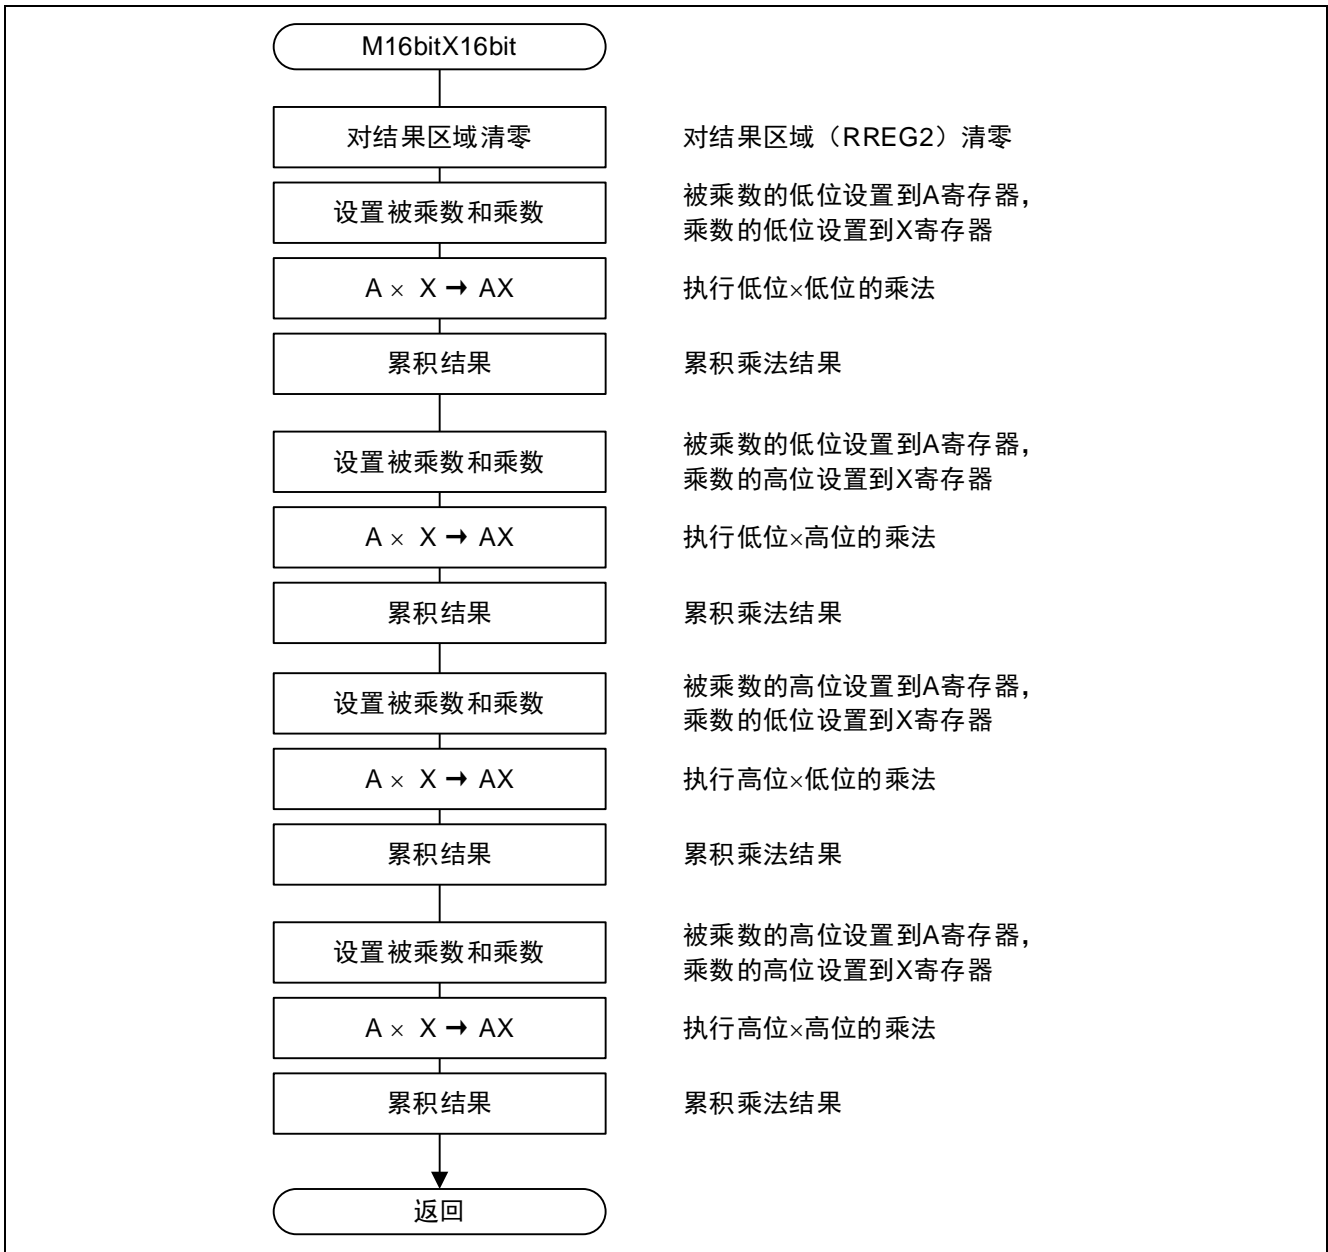 M16bitX16bit
对结果区域清零
对结果区域（RREG2）清零
设置被乘数和乘数
被乘数的低位设置到A寄存器，
乘数的低位设置到X寄存器
A × X → AX
执行低位×低位的乘法
累积结果
累积乘法结果
设置被乘数和乘数
被乘数的低位设置到A寄存器，
乘数的高位设置到X寄存器
A × X → AX
执行低位×高位的乘法
累积结果
累积乘法结果
设置被乘数和乘数
被乘数的高位设置到A寄存器，
乘数的低位设置到X寄存器
A × X → AX
执行高位×低位的乘法
累积结果
累积乘法结果
设置被乘数和乘数
被乘数的高位设置到A寄存器，
乘数的高位设置到X寄存器
A × X → AX
执行高位×高位的乘法
累积结果
累积乘法结果
返回